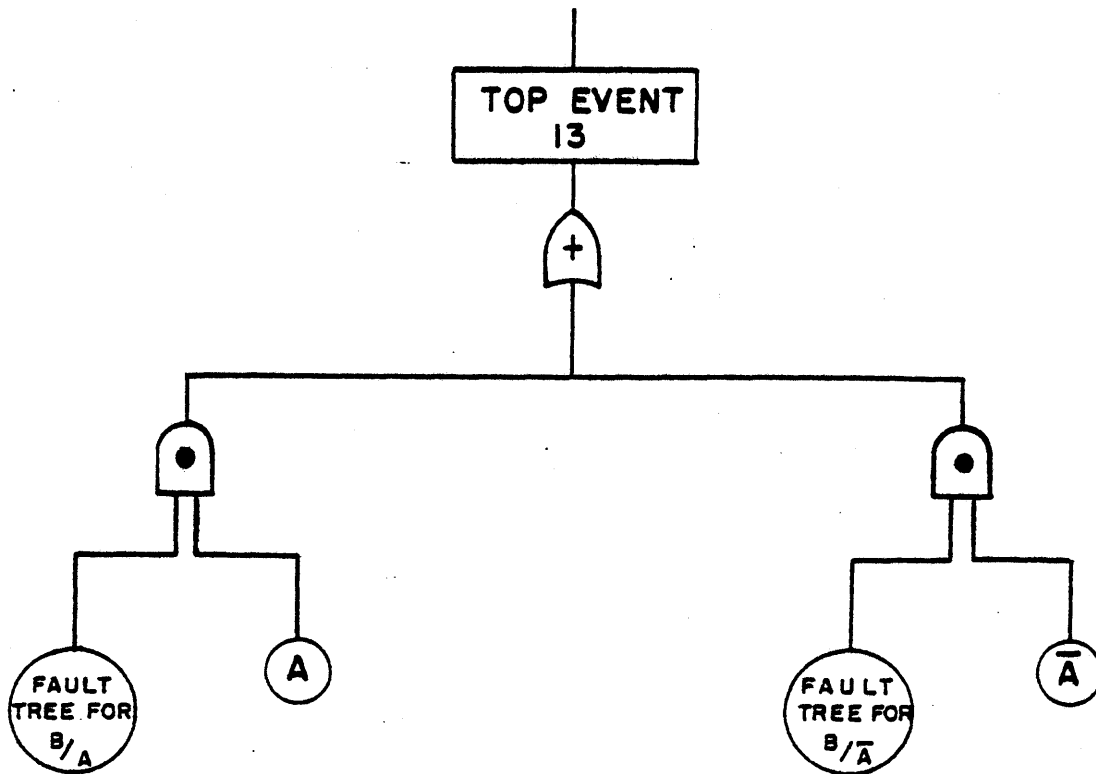 TOP EVENT
13
+
A
A̅
FAULT
TREE FOR
B/A
FAULT
TREE FOR
B/A̅